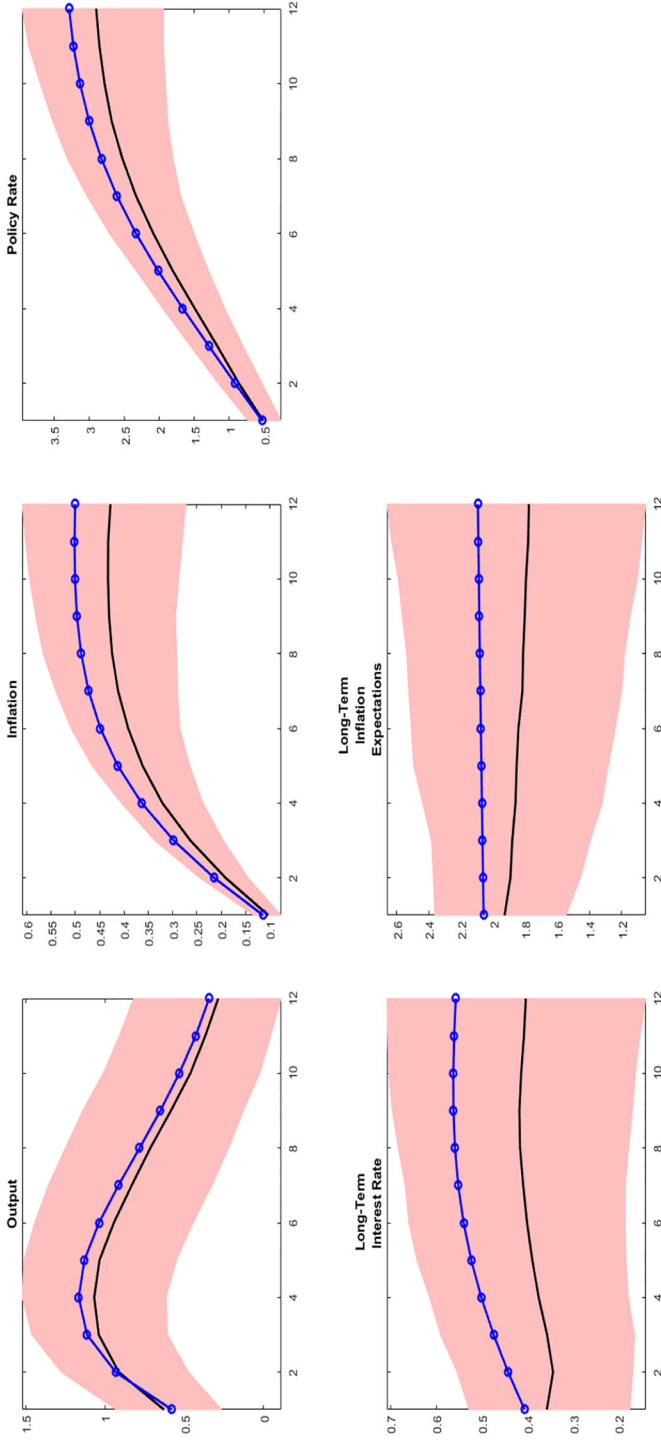 Output
1.5
1
0.5
0
2 4 6 8 10 12
Inflation
0.6
0.55
0.5
0.45
0.4
0.35
0.3
0.25
0.2
0.15
0.1
2 4 6 8 10 12
Policy Rate
3.5
3
2.5
2
1.5
1
0.5
2 4 6 8 10 12
Long-Term
Interest Rate
0.7
0.6
0.5
0.4
0.3
0.2
2 4 6 8 10 12
Long-Term
Inflation
Expectations
2.6
2.4
2.2
2
1.8
1.6
1.4
1.2
2 4 6 8 10 12